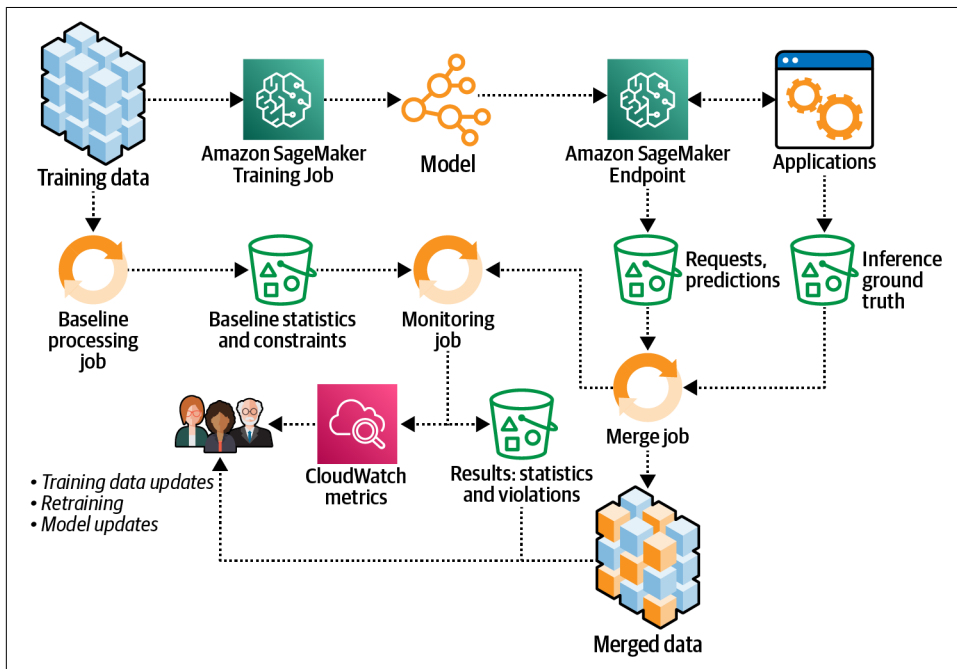 Training data
Amazon SageMaker
Training Job
Model
Amazon SageMaker
Endpoint
Applications
Baseline
processing
job
Baseline statistics
and constraints
Monitoring
job
Requests,
predictions
Inference
ground
truth
Merge job
CloudWatch
metrics
Results: statistics
and violations
• Training data updates
• Retraining
• Model updates
Merged data